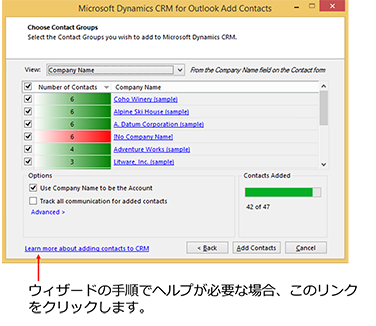 Microsoft Dynamics CRM for Outlook Add Contacts
Choose Contact Groups
Select the Contact Groups you wish to add to Microsoft Dynamics CRM.
View: Company Name From the Company Name field on the Contact form
Number of Contacts Company Name
6 Coho Winery (sample)
6 Alpine Ski House (sample)
6 A. Datum Corporation (sample)
6 [No Company Name]
4 Adventure Works (sample)
3 Litware, Inc. (sample)
Options
Use Company Name to be the Account
Track all communication for added contacts
Advanced >
Contacts Added
42 of 47
Learn more about adding contacts to CRM
< Back Add Contacts Cancel
ウィザードの手順でヘルプが必要な場合、このリンク
をクリックします。